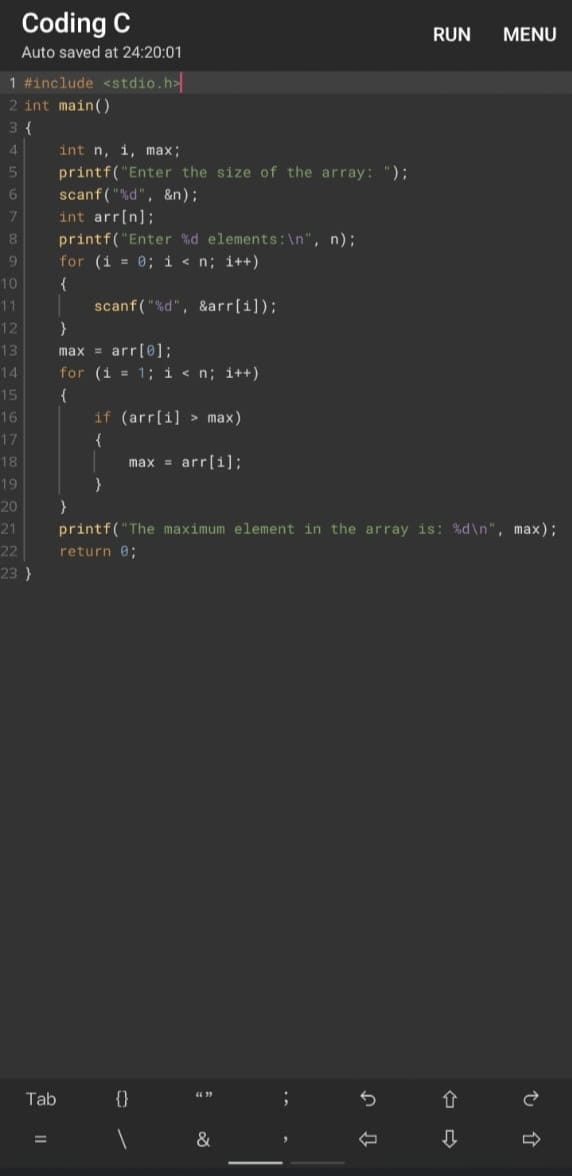 Coding C
RUN MENU
Auto saved at 24:20:01
1 #include <stdio.h>
2 int main()
3 {
4 int n, i, max;
5 printf("Enter the size of the array: ");
6 scanf("%d", &n);
7 int arr[n];
8 printf("Enter %d elements:\n", n);
9 for (i = 0; i < n; i++)
10 {
11 scanf("%d", &arr[i]);
12 }
13 max = arr[0];
14 for (i = 1; i < n; i++)
15 {
16 if (arr[i] > max)
17 {
18 max = arr[i];
19 }
20 }
21 printf("The maximum element in the array is: %d\n", max);
22 return 0;
23 }
Tab {} “” ;
= \ & ,